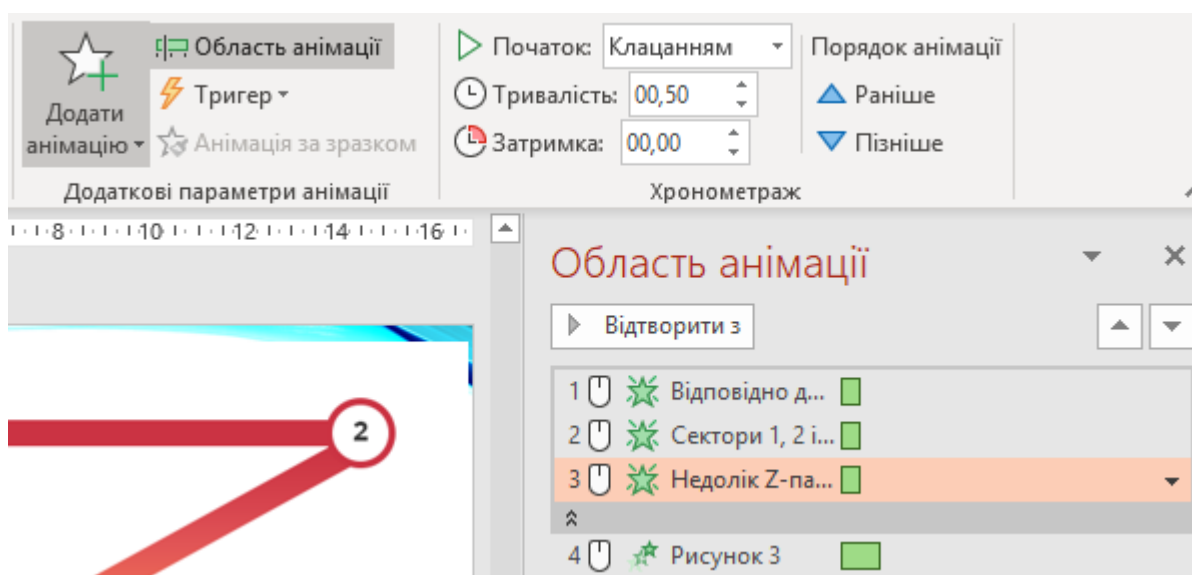 Область анімації
Тригер
Анімація за зразком
Додати
анімацію
Додаткові параметри анімації
Початок: Клацанням
Тривалість: 00,50
Затримка: 00,00
Порядок анімації
Раніше
Пізніше
Хронометраж
8 10 12 14 16
Область анімації
Відтворити з
1 Відповідно д...
2 Сектори 1, 2 і...
3 Недолік Z-па...
4 Рисунок 3
2